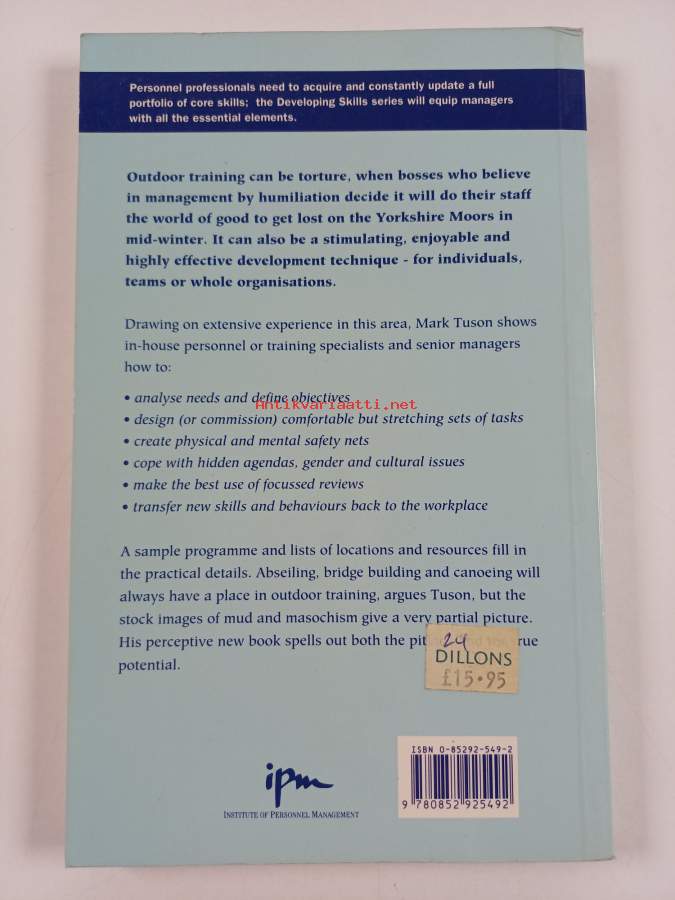 Personnel professionals need to acquire and constantly update a full
portfolio of core skills; the Developing Skills series will equip managers
with all the essential elements.
Outdoor training can be torture, when bosses who believe
in management by humiliation decide it will do their staff
the world of good to get lost on the Yorkshire Moors in
mid-winter. It can also be a stimulating, enjoyable and
highly effective development technique - for individuals,
teams or whole organisations.
Drawing on extensive experience in this area, Mark Tuson shows
in-house personnel or training specialists and senior managers
how to:
• analyse needs and define objectives
Antikvariaatti.net
• design (or commission) comfortable but stretching sets of tasks
• create physical and mental safety nets
• cope with hidden agendas, gender and cultural issues
• make the best use of focussed reviews
• transfer new skills and behaviours back to the workplace
A sample programme and lists of locations and resources fill in
the practical details. Abseiling, bridge building and canoeing will
always have a place in outdoor training, argues Tuson, but the
stock images of mud and masochism give a very partial picture.
His perceptive new book spells out both the true
potential.
24
DILLONS
£15.95
ISBN 0-85292-549-2
9 780852 925492
ipm
INSTITUTE OF PERSONNEL MANAGEMENT